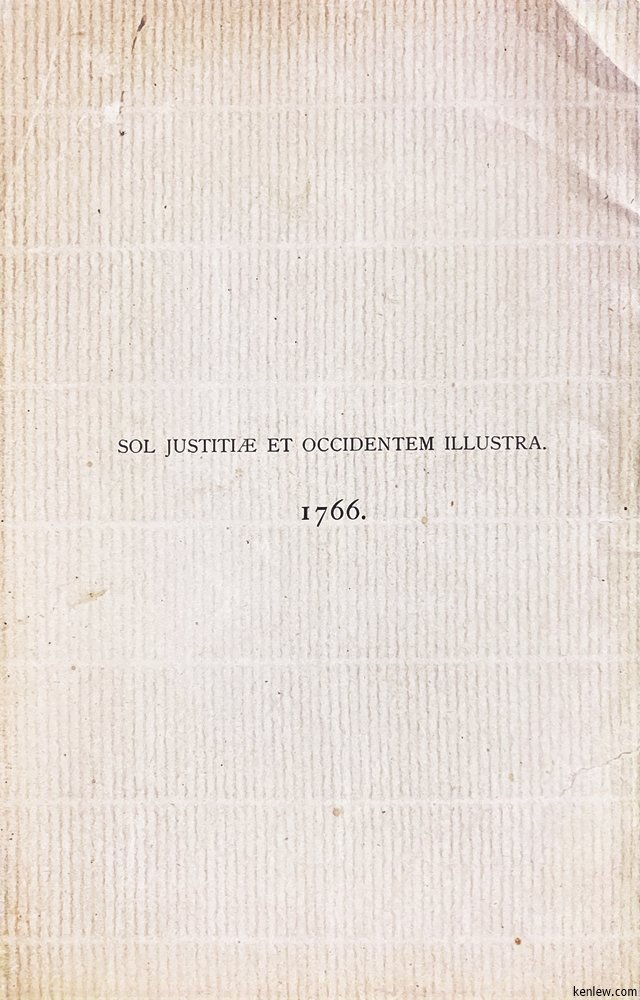 SOL JUSTITIÆ ET OCCIDENTEM ILLUSTRA.
1766.
kenlew.com